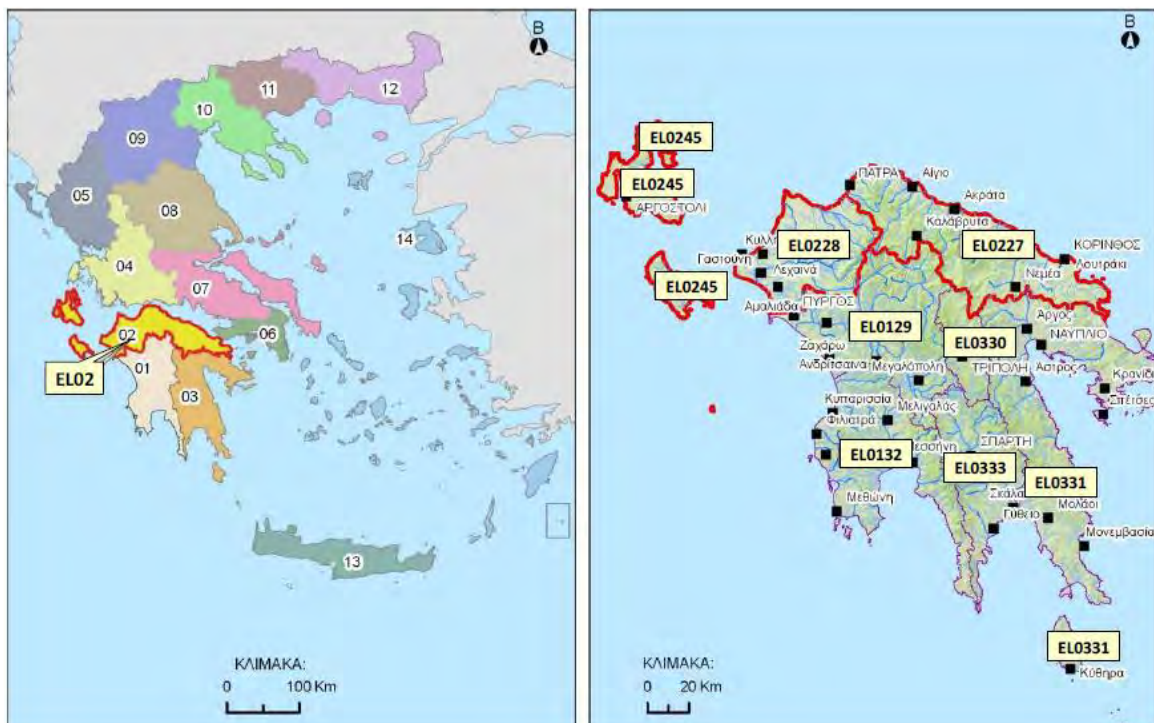 B
11
12
10
09
05
08
14
04
07
02
06
EL02
01
03
13
ΚΛΙΜΑΚΑ:
0 100 Km
B
EL0245
ΠΑΤΡΑ
Αίγιο
EL0245
Ακράτα
ΑΡΓΟΣΤΟΛΙ
Καλάβρυτα
EL0228
EL0227
ΚΟΡΙΝΘΟΣ
Γαστούνη
Λουτράκι
EL0245
Λεχαινά
Νεμέα
Αμαλιάδα
ΠΥΡΓΟΣ
EL0129
Άργος
ΝΑΥΠΛΙΟ
Ζαχάρω
EL0330
Ανδρίτσαινα
Μεγαλόπολη
ΤΡΙΠΟΛΗ
Άστρος
Κρανίδι
Κυπαρισσία
Μελιγαλάς
Σπέτσες
Φιλιατρά
ΣΠΑΡΤΗ
EL0132
EL0333
EL0331
Μεθώνη
Μολάοι
Γύθειο
Μονεμβασία
EL0331
Κύθηρα
ΚΛΙΜΑΚΑ:
0 20 Km